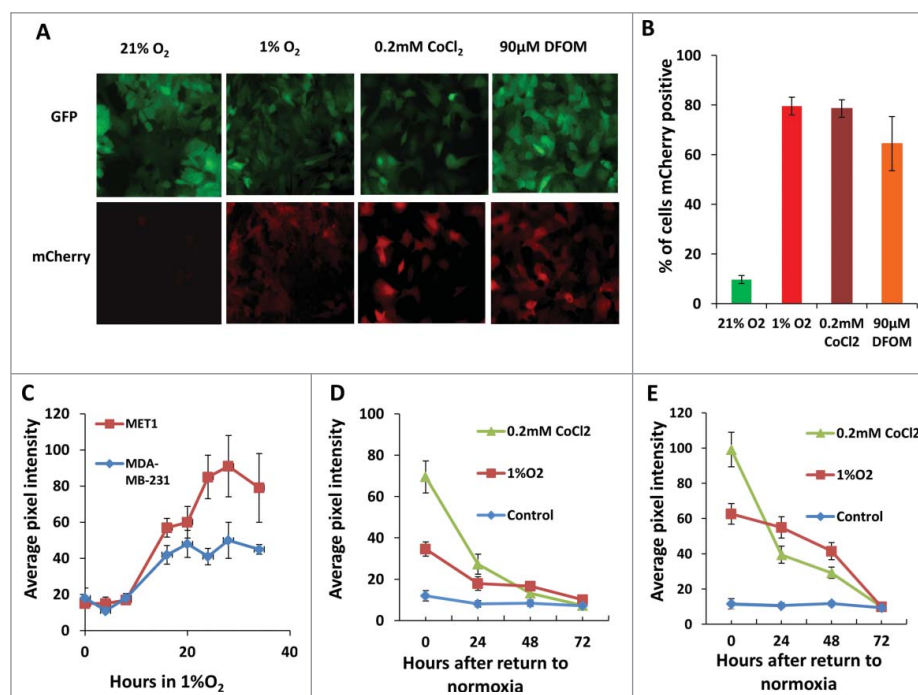 A
21% O2
1% O2
0.2mM CoCl2
90µM DFOM
GFP
mCherry
B
% of cells mCherry positive
100
80
60
40
20
0
21% O2
1% O2
0.2mM
CoCl2
90µM
DFOM
C
Average pixel intensity
120
100
80
60
40
20
0
MET1
MDA-
MB-231
0
20
40
Hours in 1%O2
D
Average pixel intensity
100
80
60
40
20
0
0.2mM CoCl2
1%O2
Control
0
24
48
72
Hours after return to
normoxia
E
Average pixel intensity
120
100
80
60
40
20
0
0.2mM CoCl2
1%O2
Control
0
24
48
72
Hours after return to
normoxia